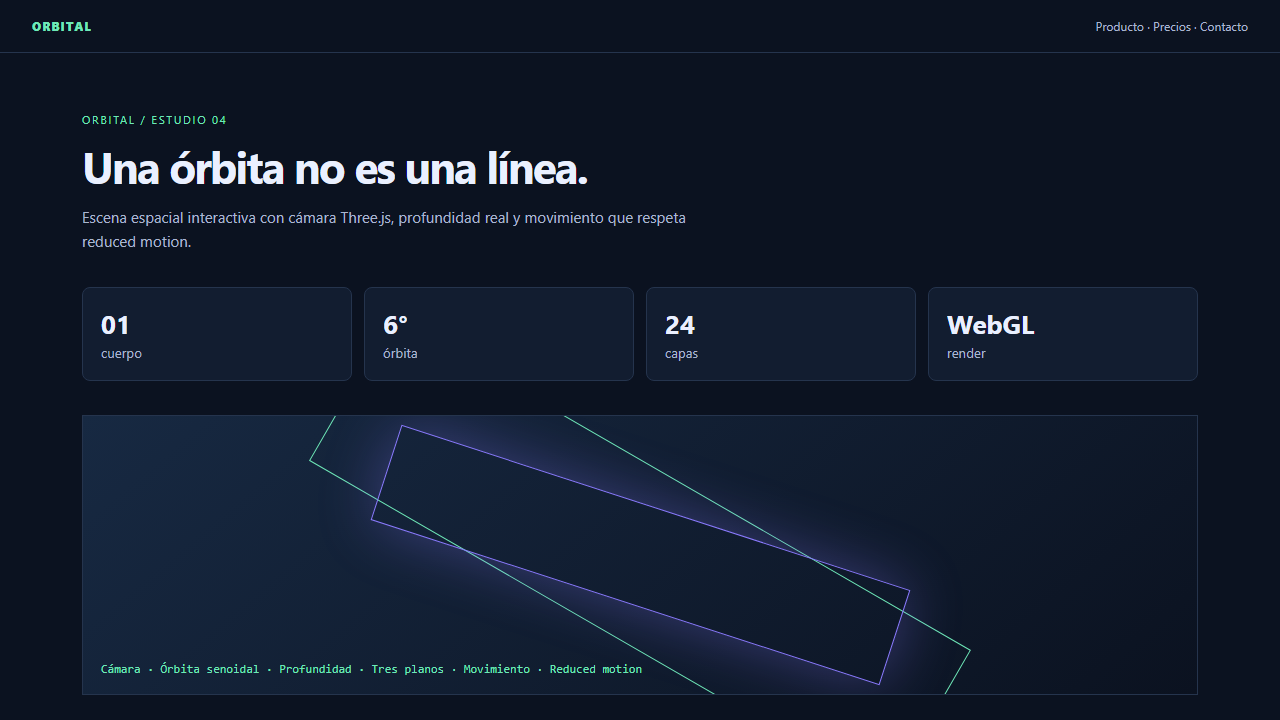 ORBITAL
Producto · Precios · Contacto
ORBITAL / ESTUDIO 04
Una órbita no es una línea.
Escena espacial interactiva con cámara Three.js, profundidad real y movimiento que respeta
reduced motion.
01
cuerpo
6°
órbita
24
capas
WebGL
render
Cámara · Órbita senoidal · Profundidad · Tres planos · Movimiento · Reduced motion